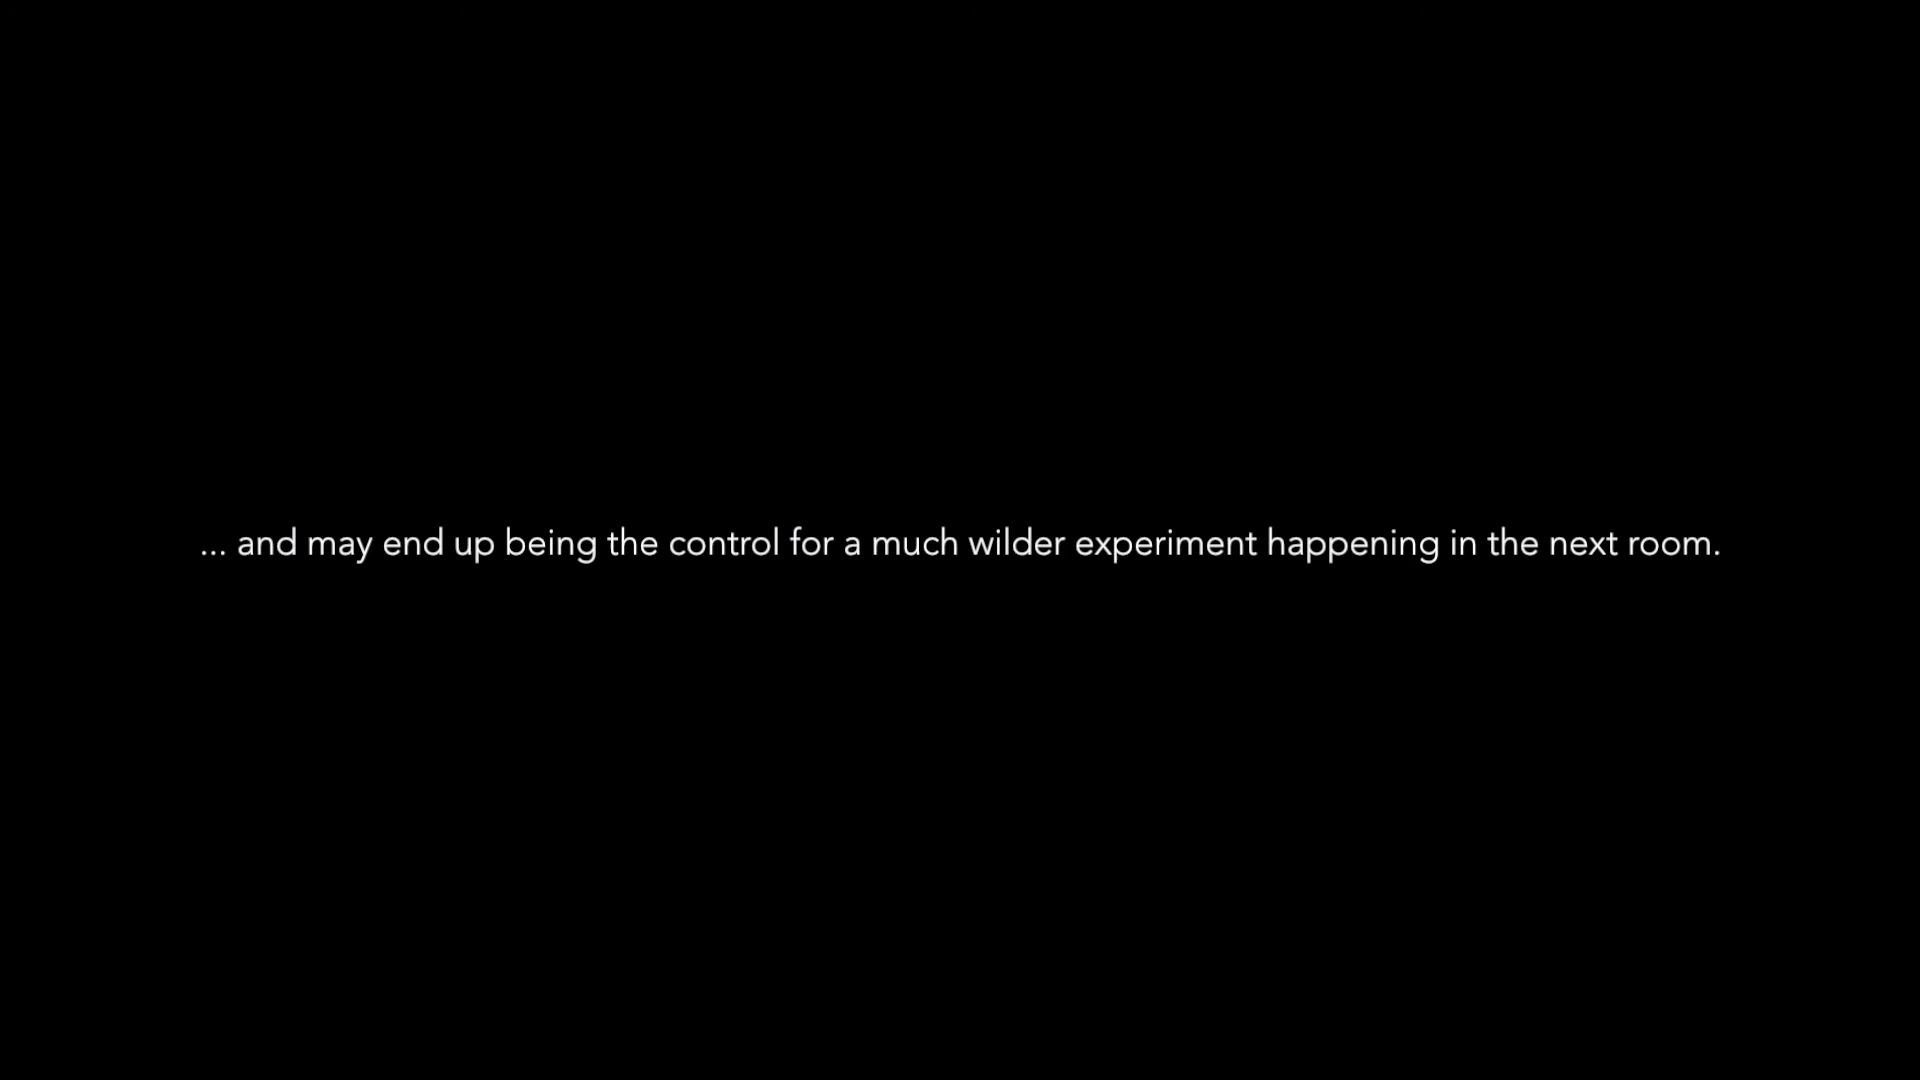 ... and may end up being the control for a much wilder experiment happening in the next room.